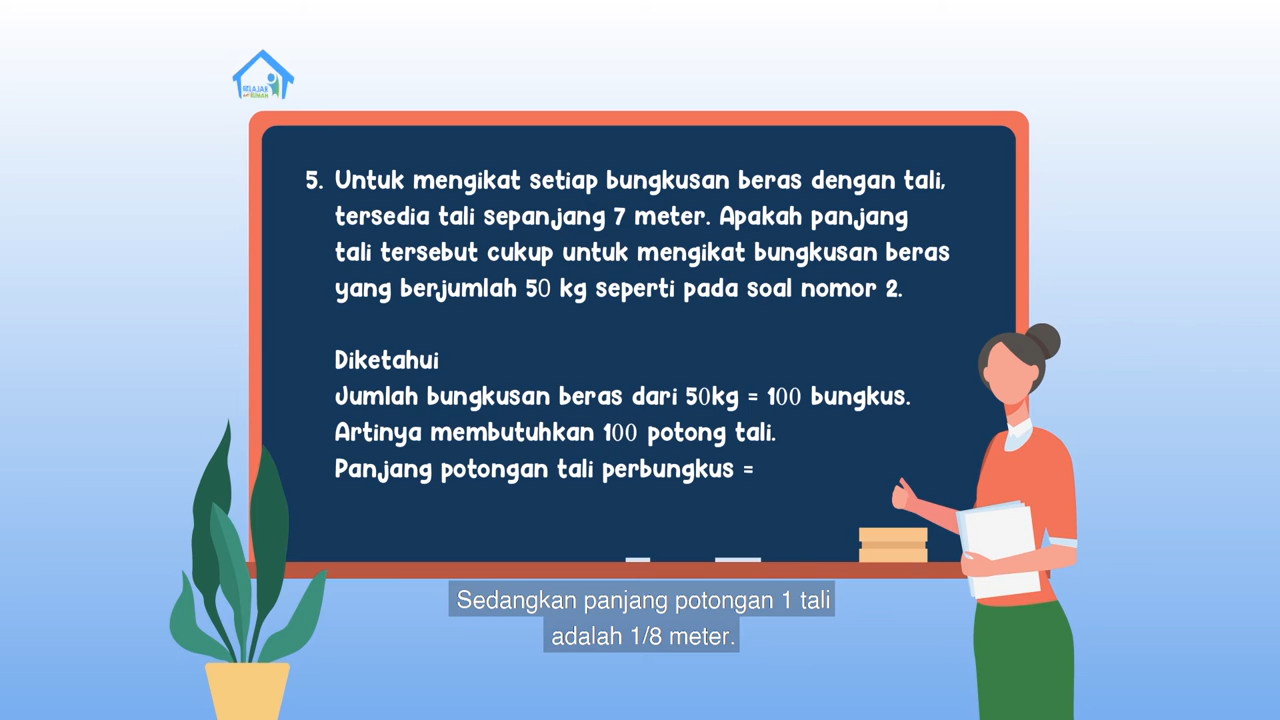 BELAJAR
RUMAH
5. Untuk mengikat setiap bungkusan beras dengan tali,
tersedia tali sepanjang 7 meter. Apakah panjang
tali tersebut cukup untuk mengikat bungkusan beras
yang berjumlah 50 kg seperti pada soal nomor 2.
Diketahui
Jumlah bungkusan beras dari 50kg = 100 bungkus.
Artinya membutuhkan 100 potong tali.
Panjang potongan tali perbungkus =
Sedangkan panjang potongan 1 tali
adalah 1/8 meter.